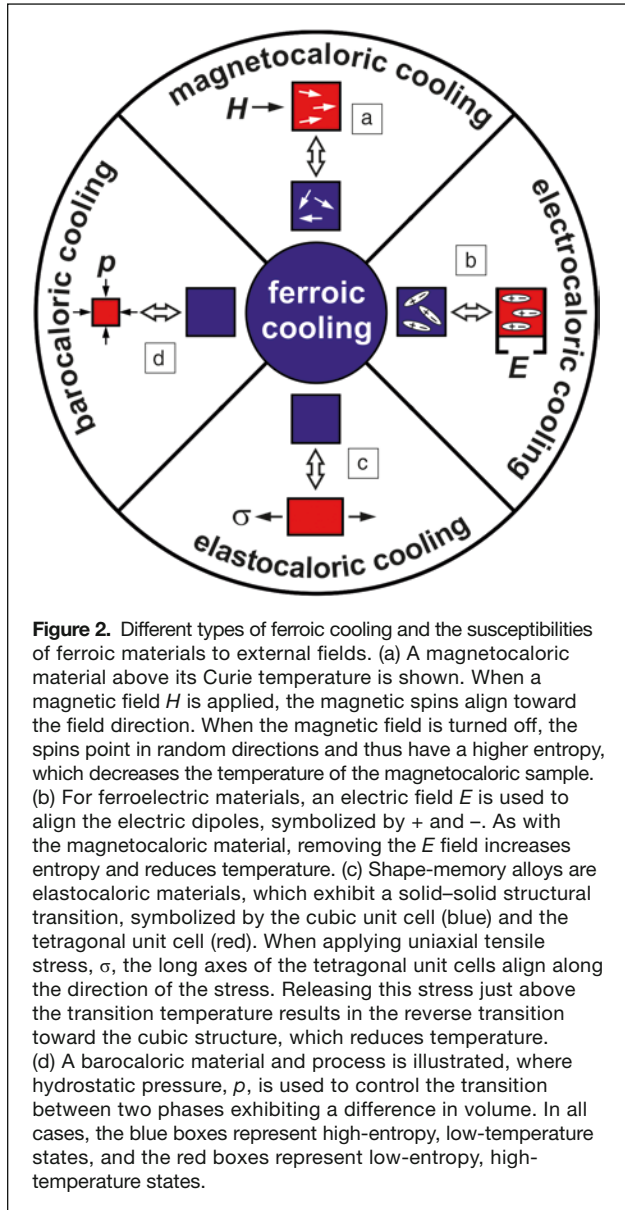 magnetocaloric cooling
H
a
electrocaloric cooling
b
+ -
+ -
+ -
E
ferroic
cooling
barocaloric cooling
p
d
c
σ
elastocaloric cooling
Figure 2. Different types of ferroic cooling and the susceptibilities
of ferroic materials to external fields. (a) A magnetocaloric
material above its Curie temperature is shown. When a
magnetic field H is applied, the magnetic spins align toward
the field direction. When the magnetic field is turned off, the
spins point in random directions and thus have a higher entropy,
which decreases the temperature of the magnetocaloric sample.
(b) For ferroelectric materials, an electric field E is used to
align the electric dipoles, symbolized by + and –. As with
the magnetocaloric material, removing the E field increases
entropy and reduces temperature. (c) Shape-memory alloys are
elastocaloric materials, which exhibit a solid–solid structural
transition, symbolized by the cubic unit cell (blue) and the
tetragonal unit cell (red). When applying uniaxial tensile
stress, σ, the long axes of the tetragonal unit cells align along
the direction of the stress. Releasing this stress just above
the transition temperature results in the reverse transition
toward the cubic structure, which reduces temperature.
(d) A barocaloric material and process is illustrated, where
hydrostatic pressure, p, is used to control the transition
between two phases exhibiting a difference in volume. In all
cases, the blue boxes represent high-entropy, low-temperature
states, and the red boxes represent low-entropy, high-
temperature states.